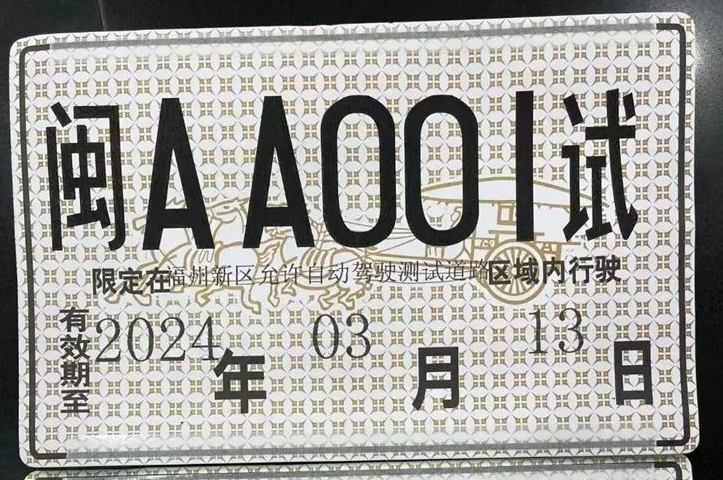 闽AA001试
限定在福州新区允许自动驾驶测试道路区域内行驶
有效期至 2024年 03月 13日